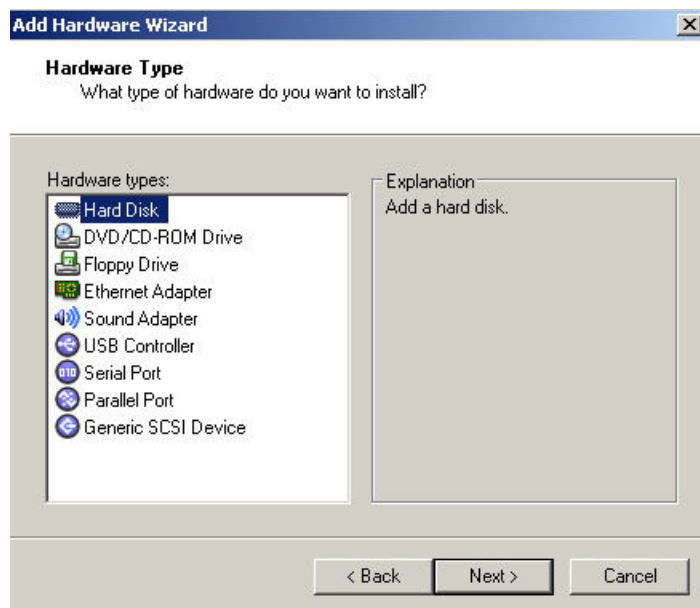 Add Hardware Wizard
Hardware Type
What type of hardware do you want to install?
Hardware types:
Hard Disk
DVD/CD-ROM Drive
Floppy Drive
Ethernet Adapter
Sound Adapter
USB Controller
Serial Port
Parallel Port
Generic SCSI Device
Explanation
Add a hard disk.
< Back
Next >
Cancel